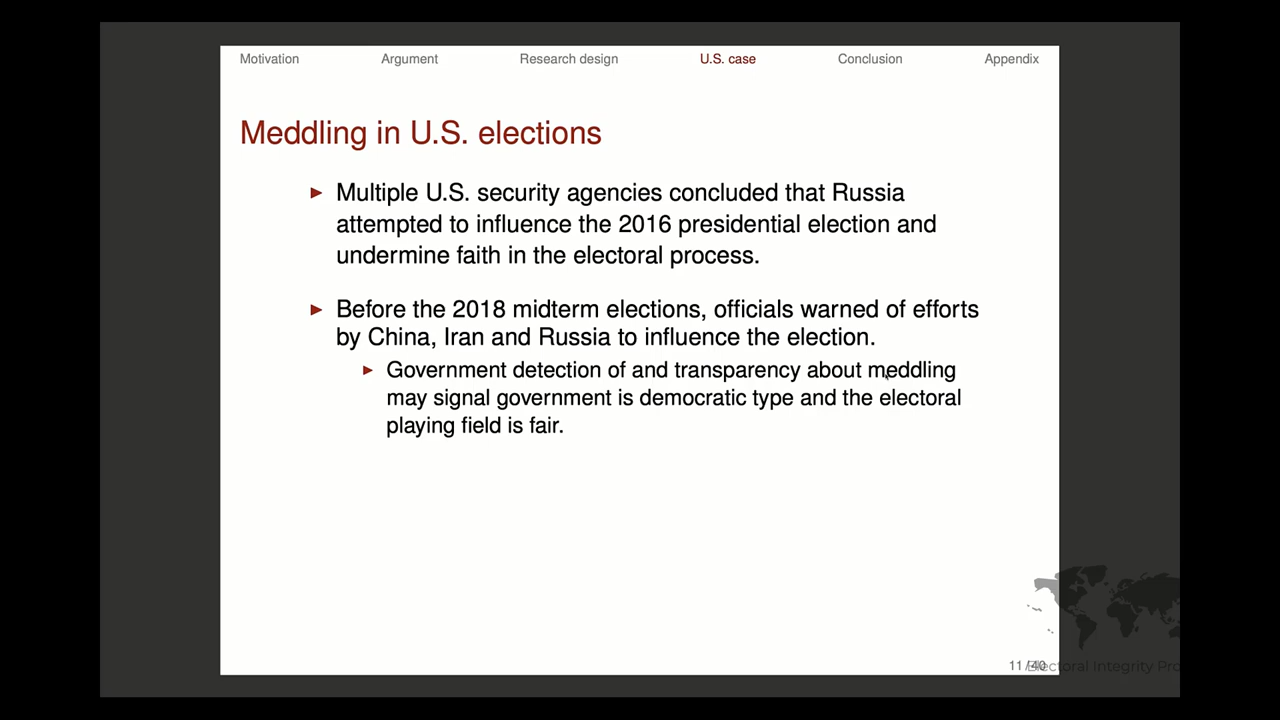 Motivation Argument Research design U.S. case Conclusion Appendix
Meddling in U.S. elections
Multiple U.S. security agencies concluded that Russia
attempted to influence the 2016 presidential election and
undermine faith in the electoral process.
Before the 2018 midterm elections, officials warned of efforts
by China, Iran and Russia to influence the election.
Government detection of and transparency about meddling
may signal government is democratic type and the electoral
playing field is fair.
11/40
Electoral Integrity Pro